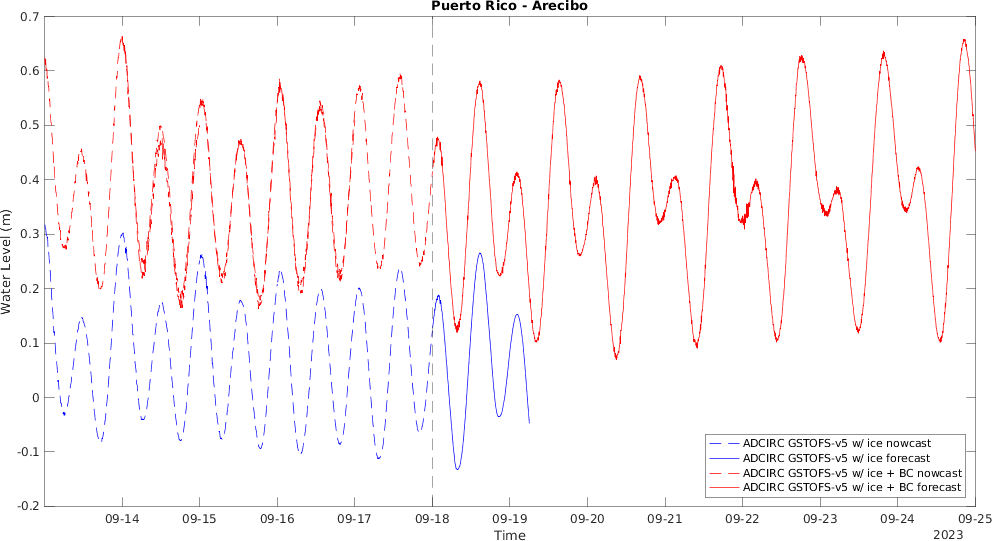 Puerto Rico - Arecibo
0.7
0.6
0.5
0.4
0.3
0.2
0.1
0
-0.1
-0.2
Water Level (m)
09-14 09-15 09-16 09-17 09-18 09-19 09-20 09-21 09-22 09-23 09-24 09-25
Time
2023
ADCIRC GSTOFS-v5 w/ ice nowcast
ADCIRC GSTOFS-v5 w/ ice forecast
ADCIRC GSTOFS-v5 w/ ice + BC nowcast
ADCIRC GSTOFS-v5 w/ ice + BC forecast